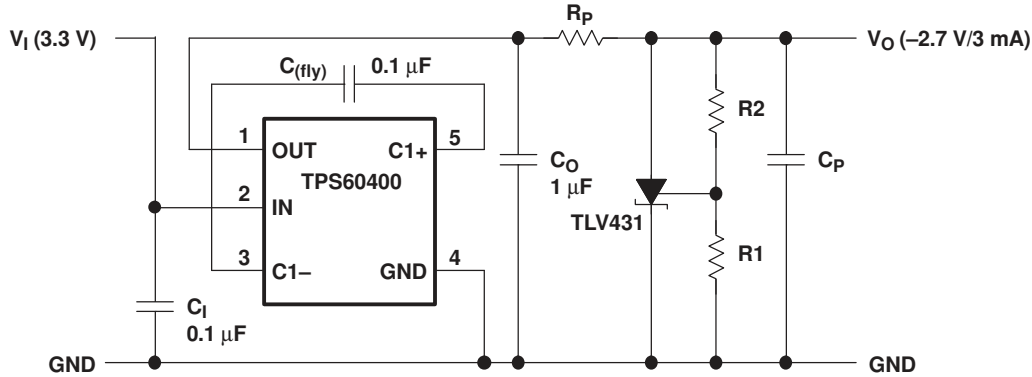 V_I (3.3 V)
R_P
V_O (–2.7 V/3 mA)
C_(fly)
0.1 µF
R2
1
OUT
C1+
5
TPS60400
C_O
1 µF
C_P
2
IN
TLV431
3
C1–
GND
4
R1
C_I
0.1 µF
GND
GND